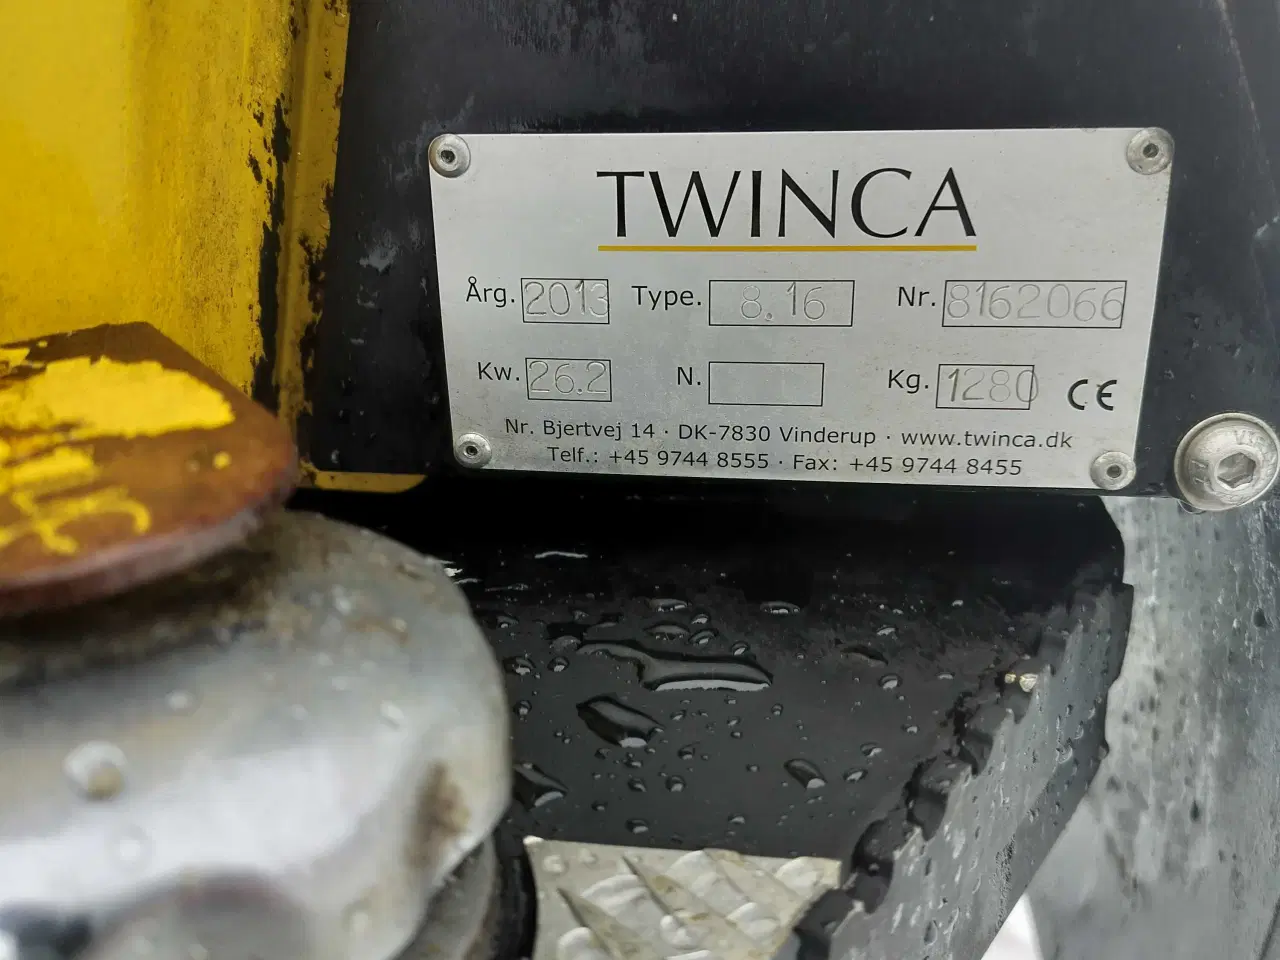 TWINCA
Årg. 2013 Type. 8.16 Nr. 8162066
Kw. 26.2 N. Kg. 1280 CE
Nr. Bjertvej 14 · DK-7830 Vinderup · www.twinca.dk
Telf.: +45 9744 8555 · Fax: +45 9744 8455